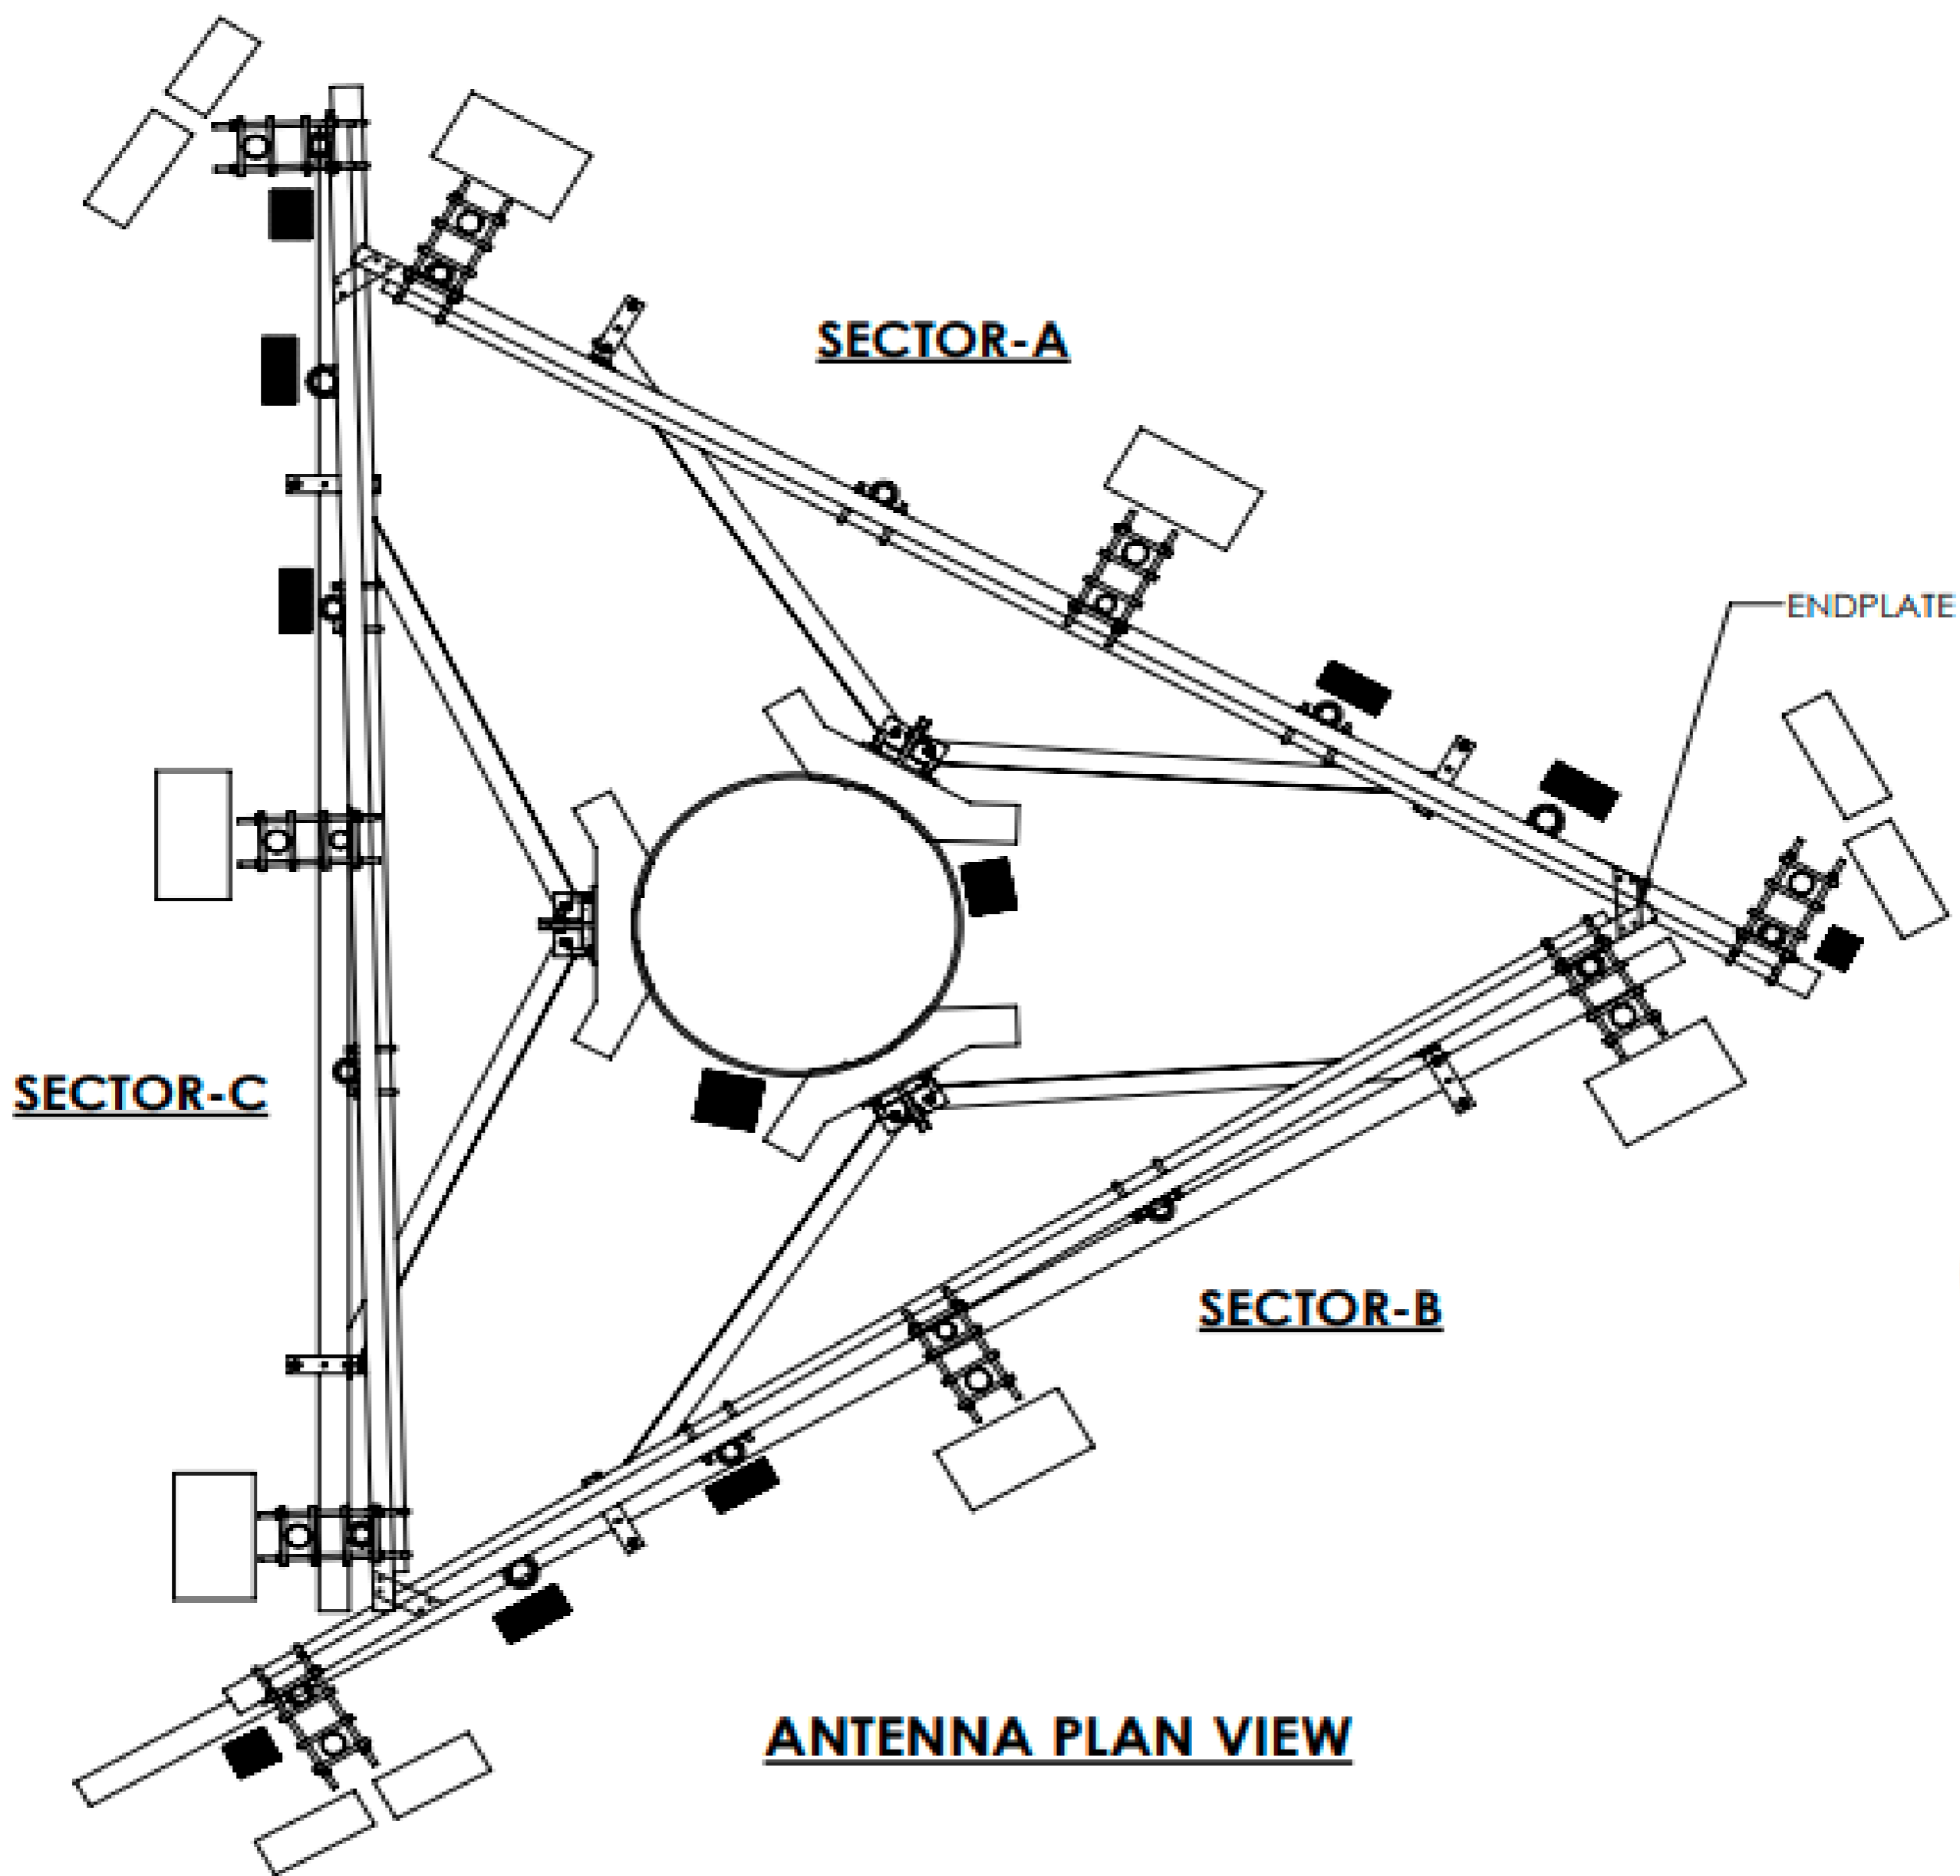 SECTOR-A
ENDPLATE
SECTOR-C
SECTOR-B
ANTENNA PLAN VIEW